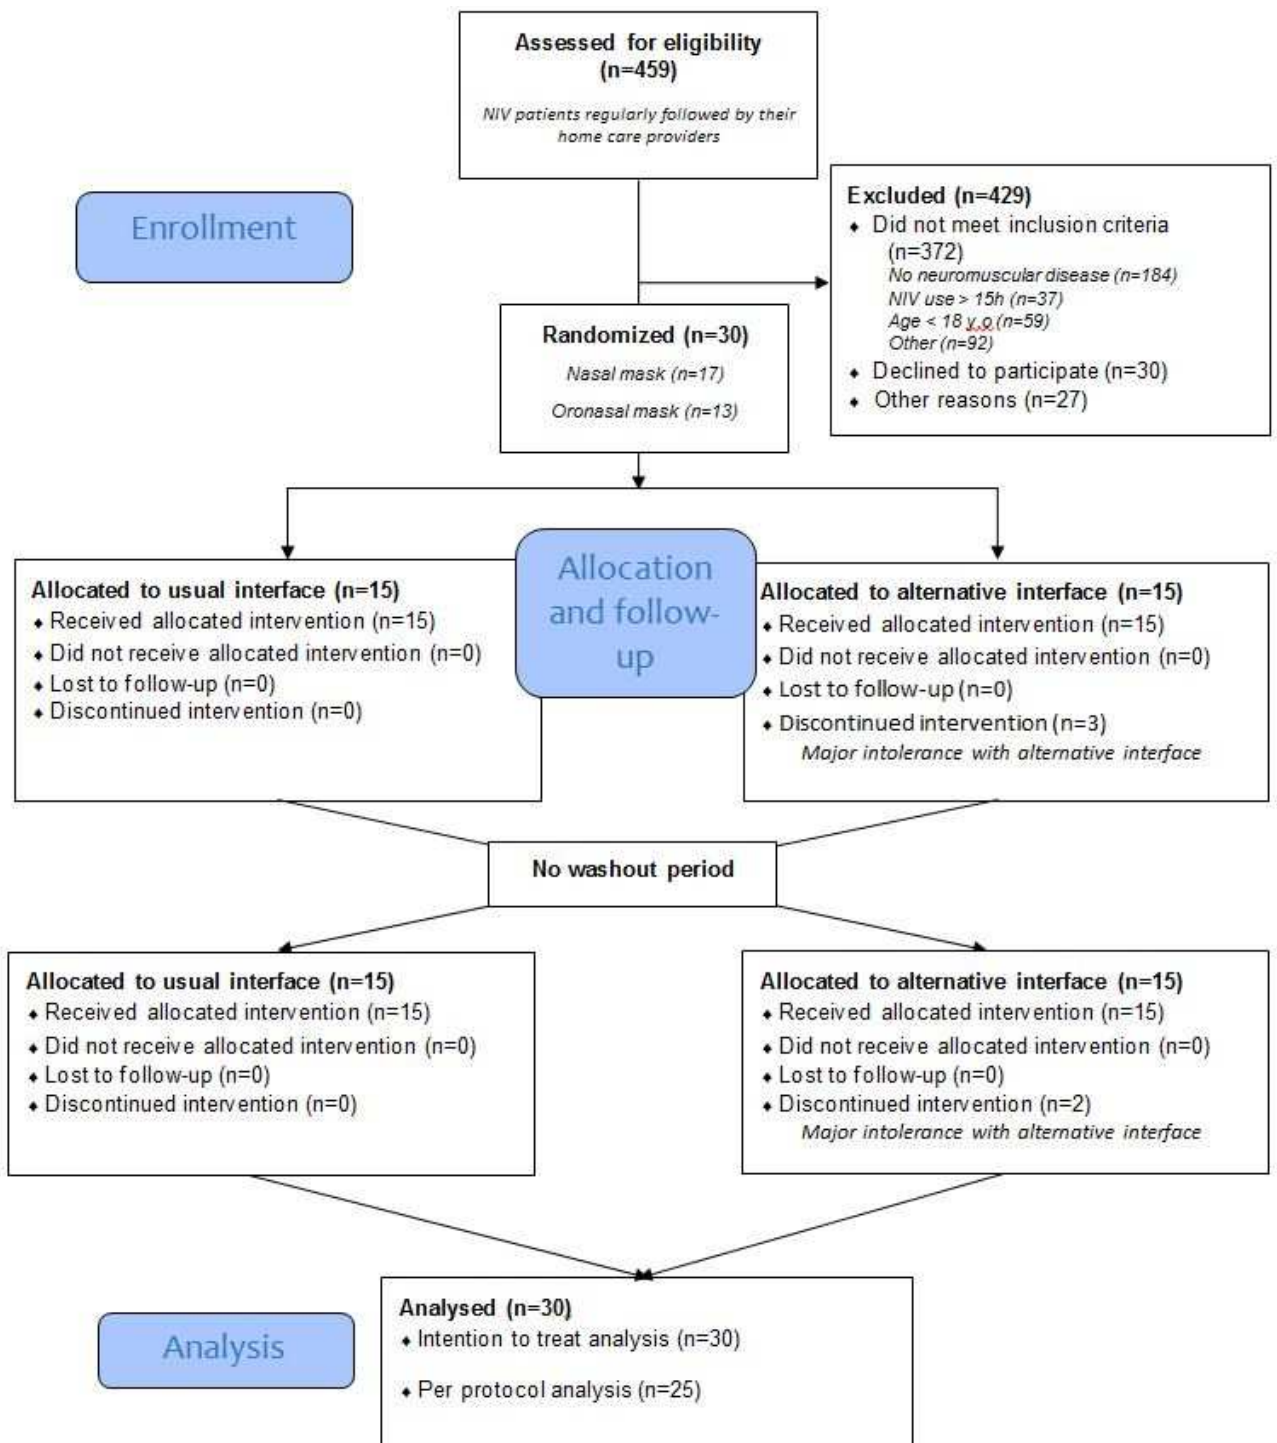 Assessed for eligibility
(n=459)
NIV patients regularly followed by their
home care providers
Enrollment
Excluded (n=429)
⬧ Did not meet inclusion criteria
(n=372)
No neuromuscular disease (n=184)
NIV use > 15h (n=37)
Age < 18 y.o (n=59)
Other (n=92)
⬧ Declined to participate (n=30)
⬧ Other reasons (n=27)
Randomized (n=30)
Nasal mask (n=17)
Oronasal mask (n=13)
Allocation
and follow-
up
Allocated to usual interface (n=15)
⬧ Received allocated intervention (n=15)
⬧ Did not receive allocated intervention (n=0)
⬧ Lost to follow-up (n=0)
⬧ Discontinued intervention (n=0)
Allocated to alternative interface (n=15)
⬧ Received allocated intervention (n=15)
⬧ Did not receive allocated intervention (n=0)
⬧ Lost to follow-up (n=0)
⬧ Discontinued intervention (n=3)
Major intolerance with alternative interface
No washout period
Allocated to usual interface (n=15)
⬧ Received allocated intervention (n=15)
⬧ Did not receive allocated intervention (n=0)
⬧ Lost to follow-up (n=0)
⬧ Discontinued intervention (n=0)
Allocated to alternative interface (n=15)
⬧ Received allocated intervention (n=15)
⬧ Did not receive allocated intervention (n=0)
⬧ Lost to follow-up (n=0)
⬧ Discontinued intervention (n=2)
Major intolerance with alternative interface
Analysis
Analysed (n=30)
⬧ Intention to treat analysis (n=30)
⬧ Per protocol analysis (n=25)